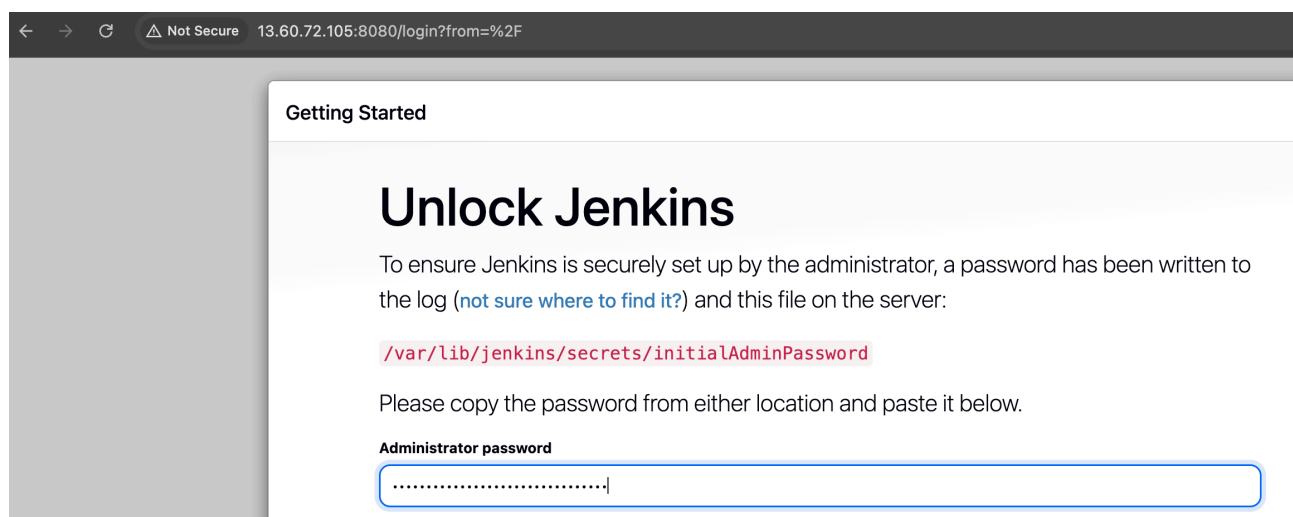 Not Secure 13.60.72.105:8080/login?from=%2F
Getting Started
Unlock Jenkins
To ensure Jenkins is securely set up by the administrator, a password has been written to
the log (not sure where to find it?) and this file on the server:
/var/lib/jenkins/secrets/initialAdminPassword
Please copy the password from either location and paste it below.
Administrator password